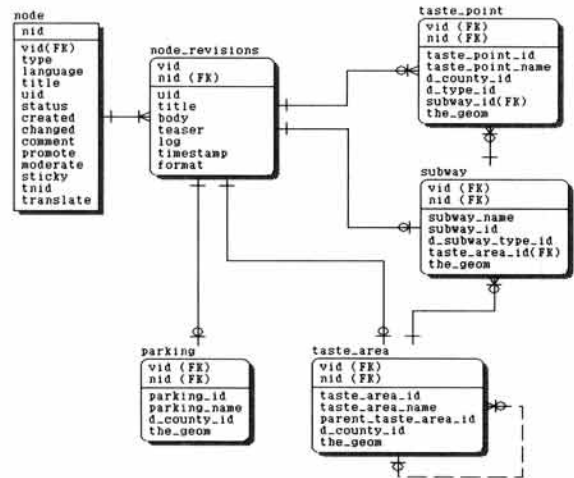 node
nid
vid(FK)
type
language
title
uid
status
created
changed
comment
promote
moderate
sticky
tnid
translate
node_revisions
vid
nid (FK)
uid
title
body
teaser
log
timestamp
format
taste_point
vid (FK)
nid (FK)
taste_point_id
taste_point_name
d_county_id
d_type_id
subway_id(FK)
the_geom
subway
vid (FK)
nid (FK)
subway_name
subway_id
d_subway_type_id
taste_area_id(FK)
the_geom
parking
vid (FK)
nid (FK)
parking_id
parking_name
d_county_id
the_geom
taste_area
vid (FK)
nid (FK)
taste_area_id
taste_area_name
parent_taste_area_id
d_county_id
the_geom